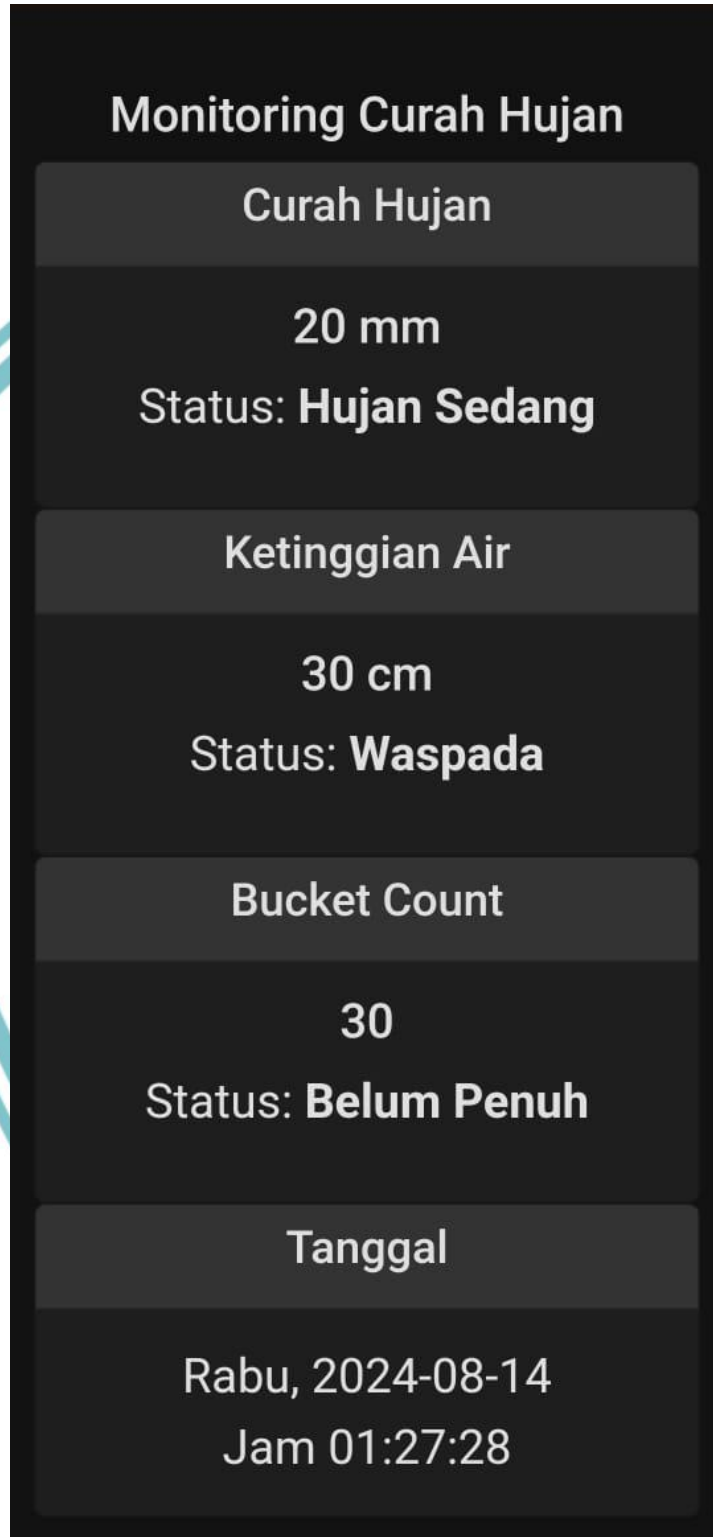 Monitoring Curah Hujan
Curah Hujan
20 mm
Status: Hujan Sedang
Ketinggian Air
30 cm
Status: Waspada
Bucket Count
30
Status: Belum Penuh
Tanggal
Rabu, 2024-08-14
Jam 01:27:28